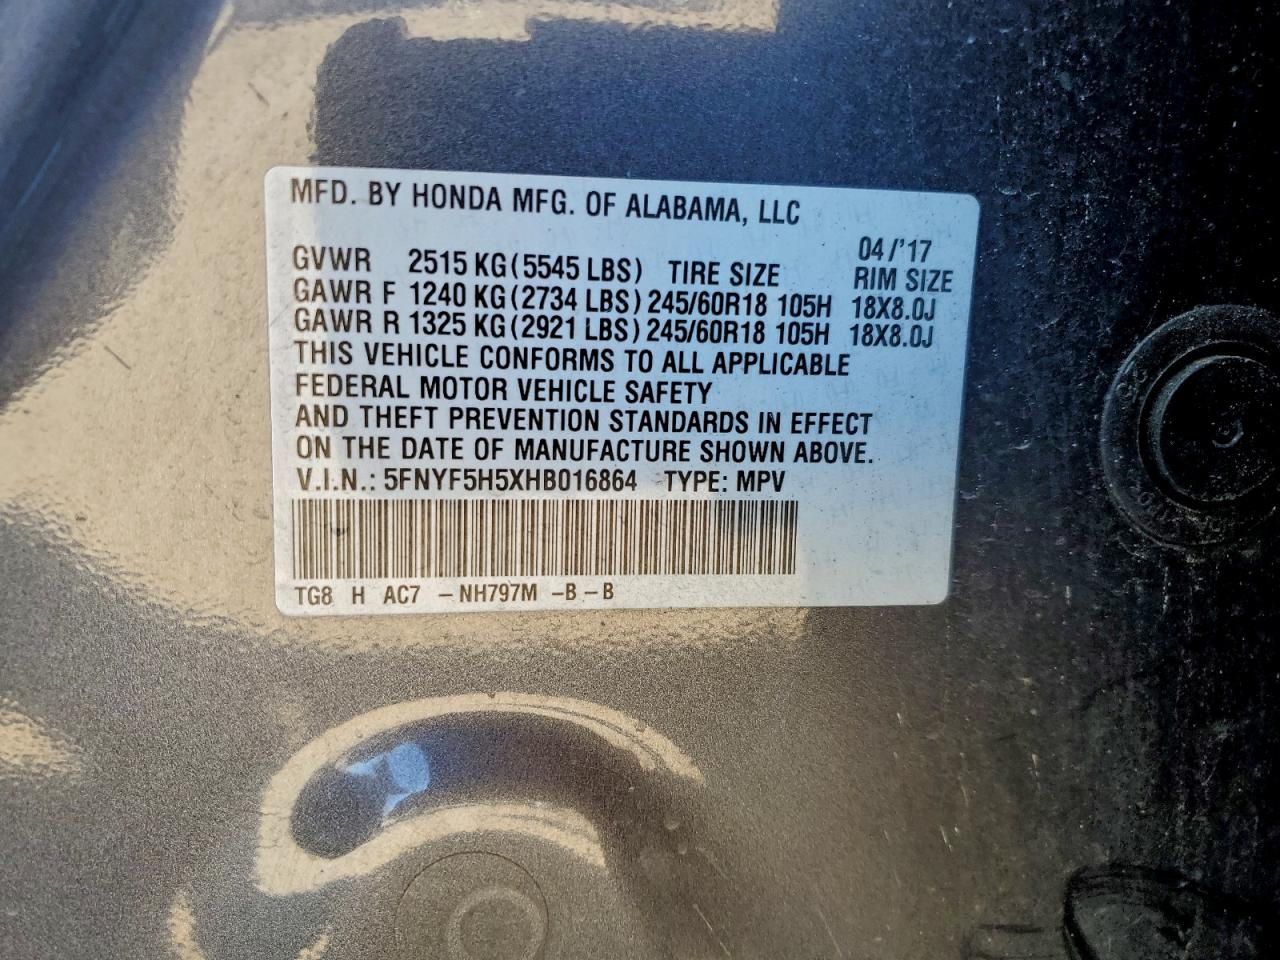 MFD. BY HONDA MFG. OF ALABAMA, LLC
04/'17
GVWR 2515 KG(5545 LBS) TIRE SIZE RIM SIZE
GAWR F 1240 KG(2734 LBS) 245/60R18 105H 18X8.0J
GAWR R 1325 KG(2921 LBS) 245/60R18 105H 18X8.0J
THIS VEHICLE CONFORMS TO ALL APPLICABLE
FEDERAL MOTOR VEHICLE SAFETY
AND THEFT PREVENTION STANDARDS IN EFFECT
ON THE DATE OF MANUFACTURE SHOWN ABOVE.
V.I.N.: 5FNYF5H5XHB016864 TYPE: MPV
TG8 H AC7 -NH797M -B-B